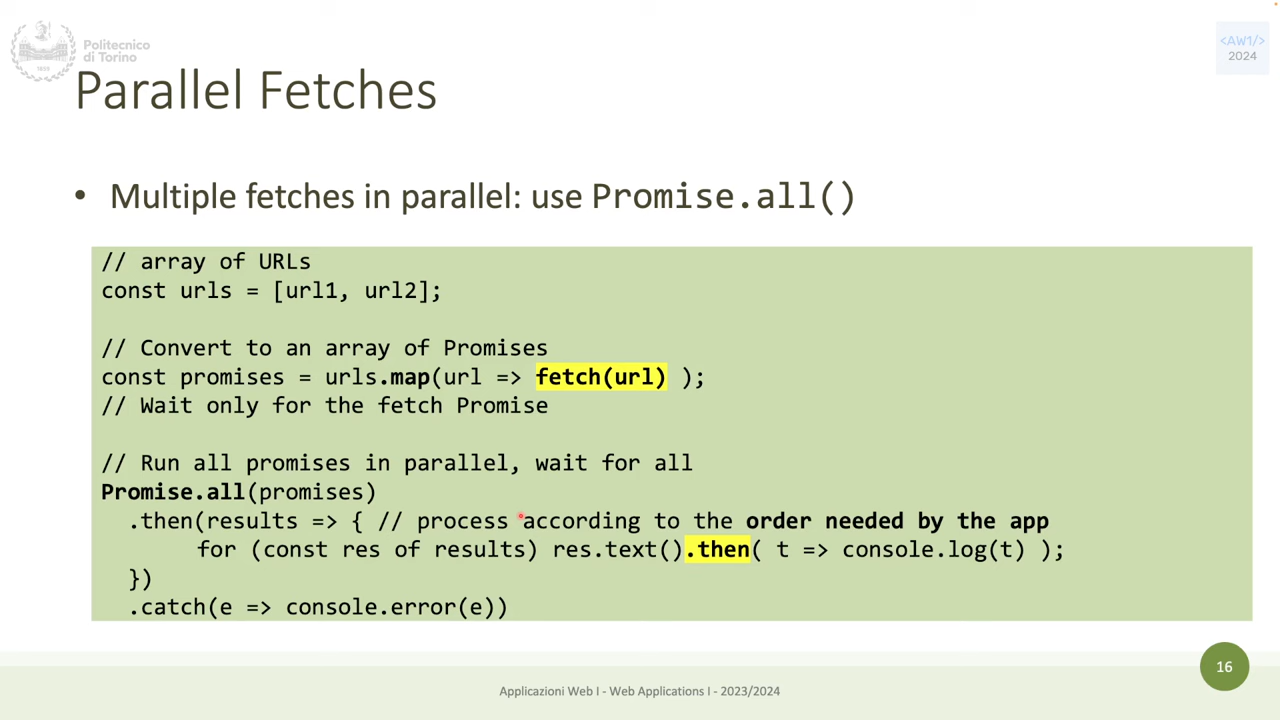 Politecnico
di Torino
1859
<AW1/>
2024
Parallel Fetches
• Multiple fetches in parallel: use Promise.all()
// array of URLs
const urls = [url1, url2];
// Convert to an array of Promises
const promises = urls.map(url => fetch(url) );
// Wait only for the fetch Promise
// Run all promises in parallel, wait for all
Promise.all(promises)
.then(results => { // process according to the order needed by the app
for (const res of results) res.text().then( t => console.log(t) );
})
.catch(e => console.error(e))
16
Applicazioni Web I - Web Applications I - 2023/2024